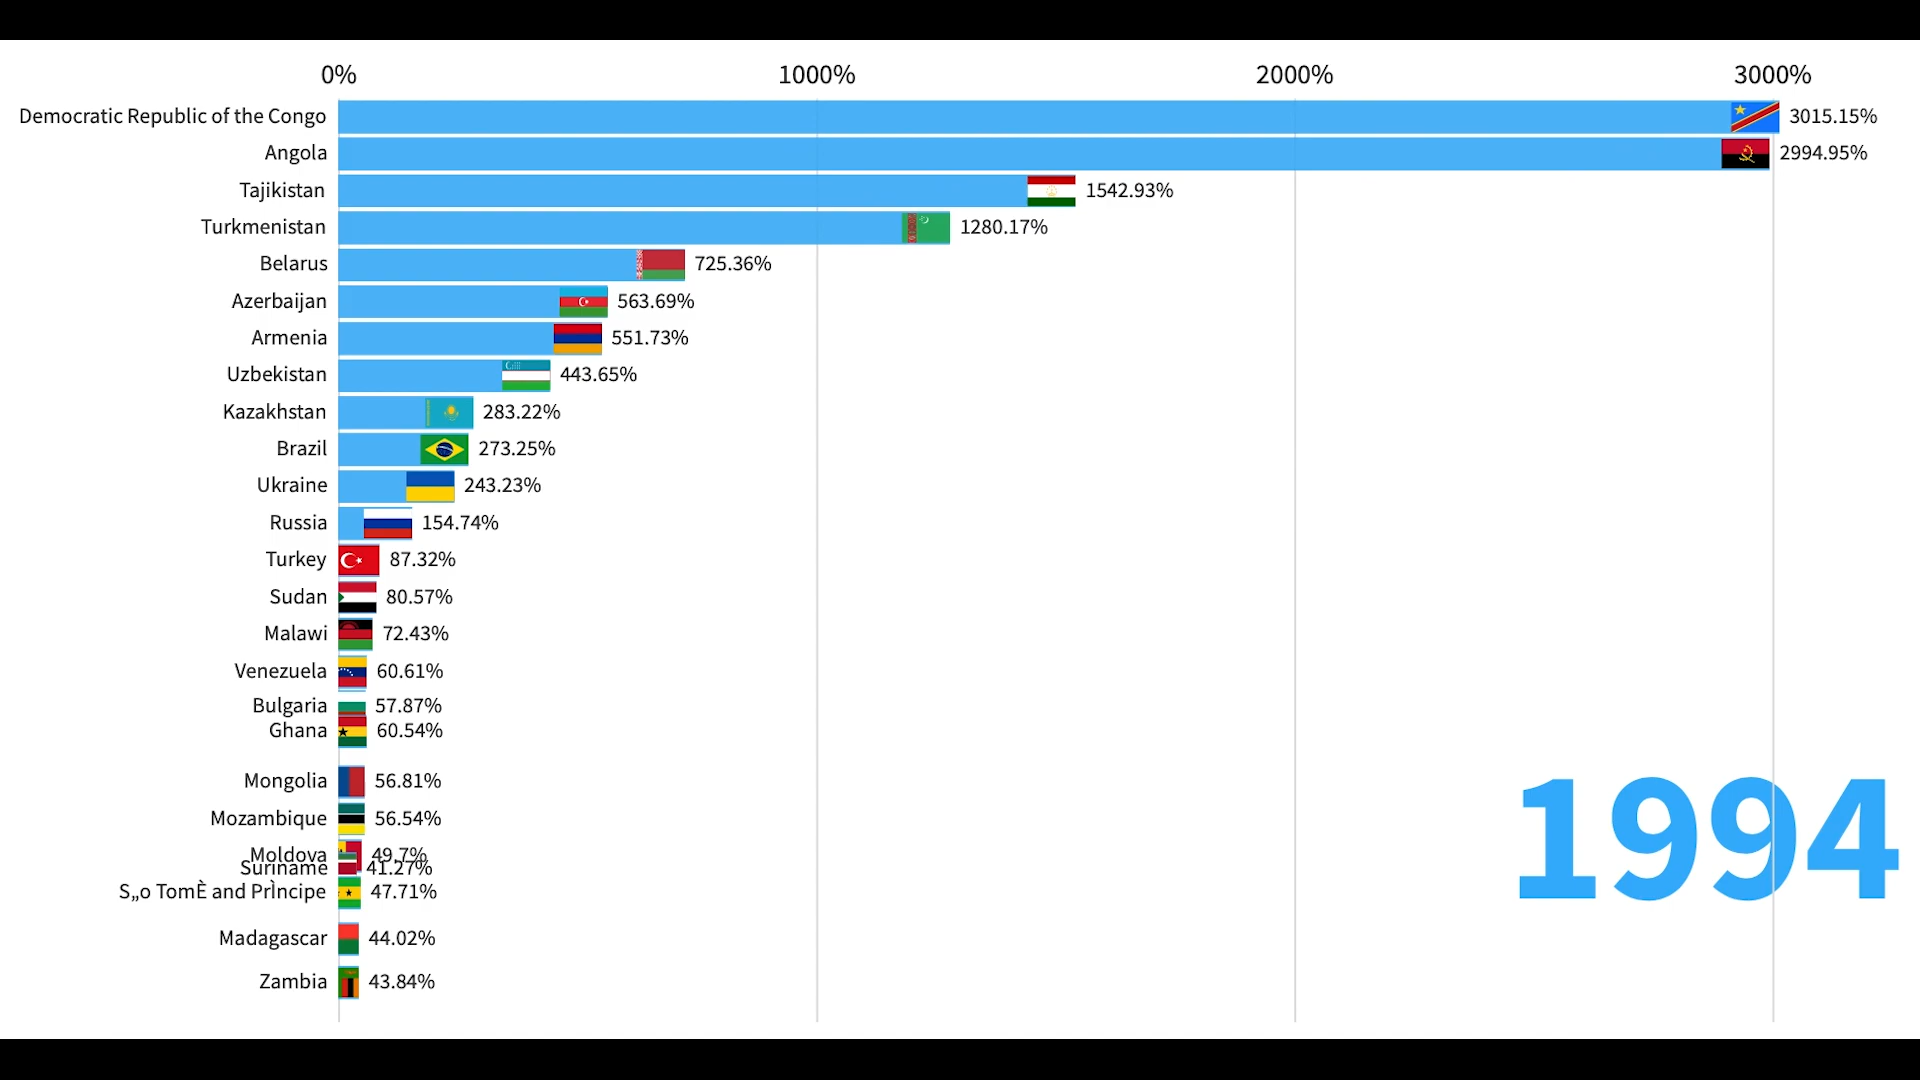 0% 1000% 2000% 3000%
Democratic Republic of the Congo 3015.15%
Angola 2994.95%
Tajikistan 1542.93%
Turkmenistan 1280.17%
Belarus 725.36%
Azerbaijan 563.69%
Armenia 551.73%
Uzbekistan 443.65%
Kazakhstan 283.22%
Brazil 273.25%
Ukraine 243.23%
Russia 154.74%
Turkey 87.32%
Sudan 80.57%
Malawi 72.43%
Venezuela 60.61%
Bulgaria 57.87%
Ghana 60.54%
Mongolia 56.81%
Mozambique 56.54%
Moldova 49.7%
Suriname 41.27%
S„o TomÈ and PrÌncipe 47.71%
Madagascar 44.02%
Zambia 43.84%
1994